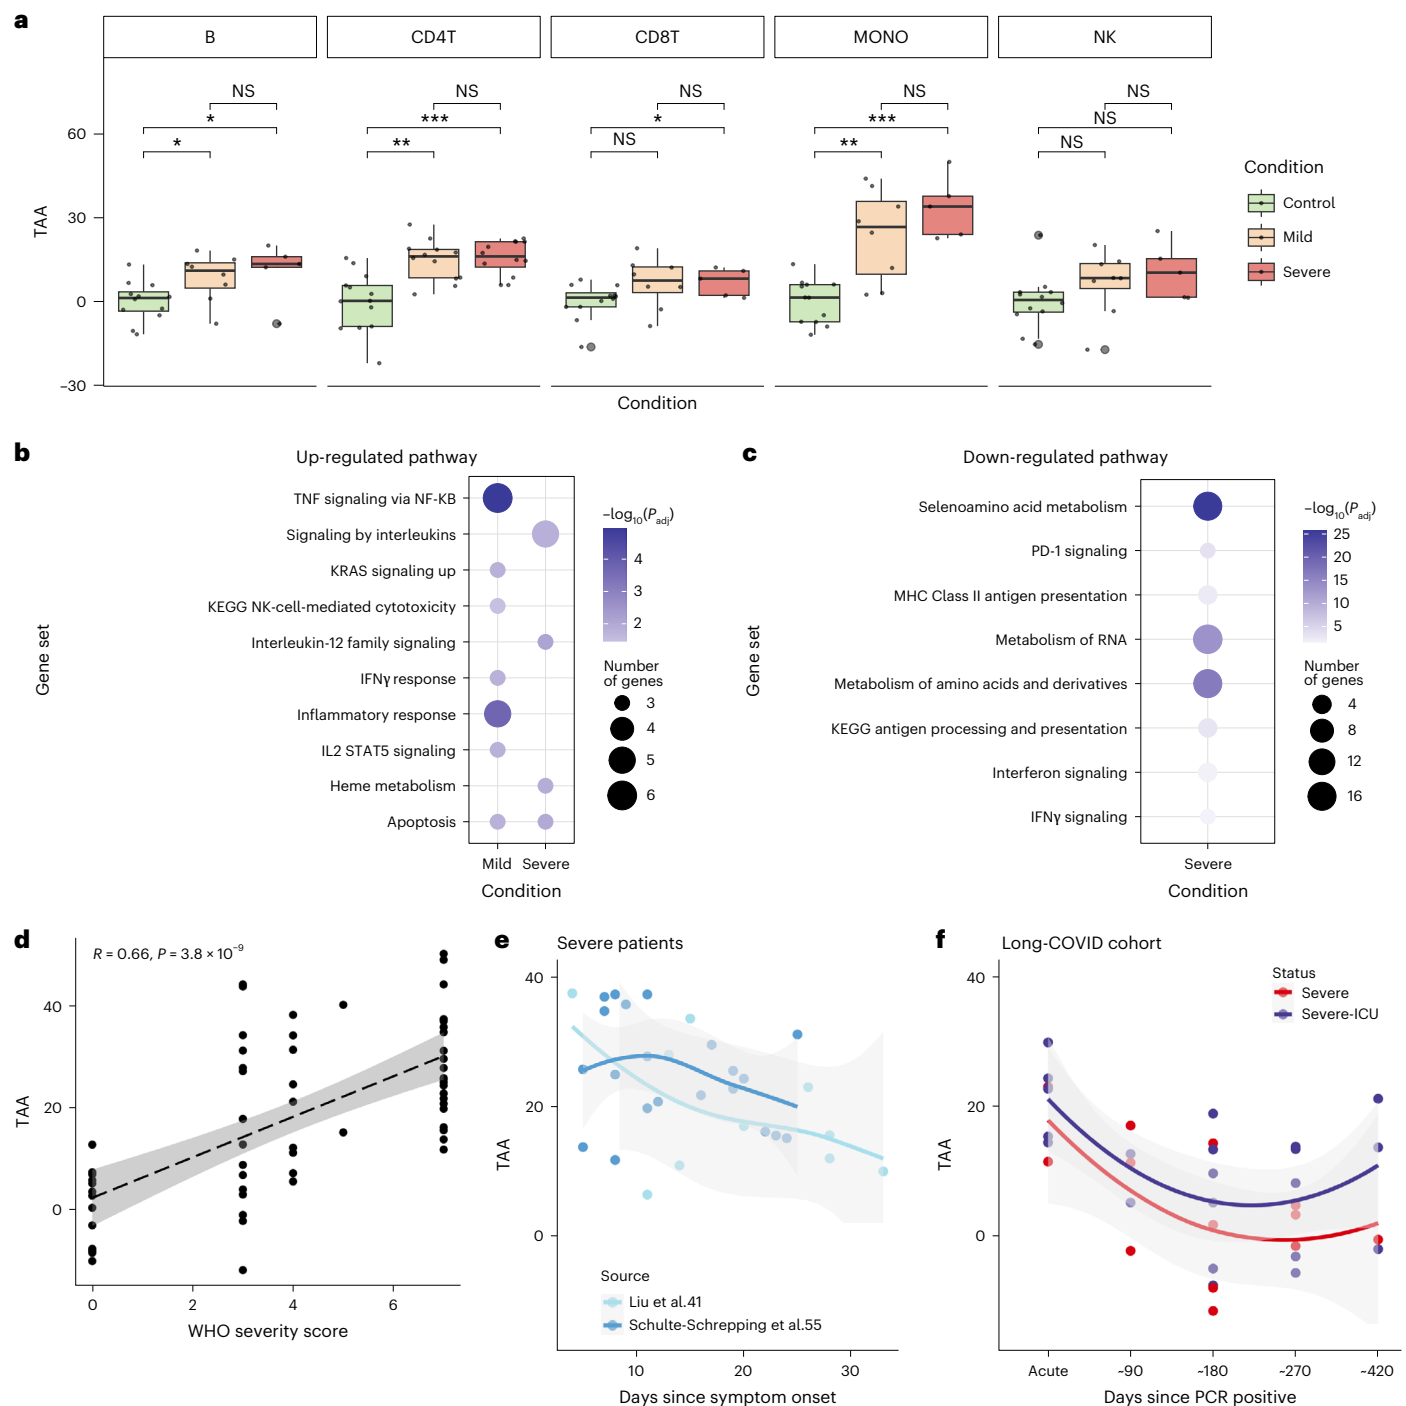 a
B CD4T CD8T MONO NK
NS NS NS NS NS
* *** * *** NS
* ** NS ** NS
60
30
0
–30
TAA
Condition
Condition
Control
Mild
Severe
b
Up-regulated pathway
Gene set
TNF signaling via NF-KB
Signaling by interleukins
KRAS signaling up
KEGG NK-cell-mediated cytotoxicity
Interleukin-12 family signaling
IFNγ response
Inflammatory response
IL2 STAT5 signaling
Heme metabolism
Apoptosis
Mild Severe
Condition
–log10(Padj)
4
3
2
Number
of genes
3
4
5
6
c
Down-regulated pathway
Gene set
Selenoamino acid metabolism
PD-1 signaling
MHC Class II antigen presentation
Metabolism of RNA
Metabolism of amino acids and derivatives
KEGG antigen processing and presentation
Interferon signaling
IFNγ signaling
Severe
Condition
–log10(Padj)
25
20
15
10
5
Number
of genes
4
8
12
16
d
R = 0.66, P = 3.8 × 10−9
TAA
40
20
0
0 2 4 6
WHO severity score
e
Severe patients
TAA
40
20
0
Source
Liu et al.41
Schulte-Schrepping et al.55
10 20 30
Days since symptom onset
f
Long-COVID cohort
TAA
40
20
0
Status
Severe
Severe-ICU
Acute ~90 ~180 ~270 ~420
Days since PCR positive